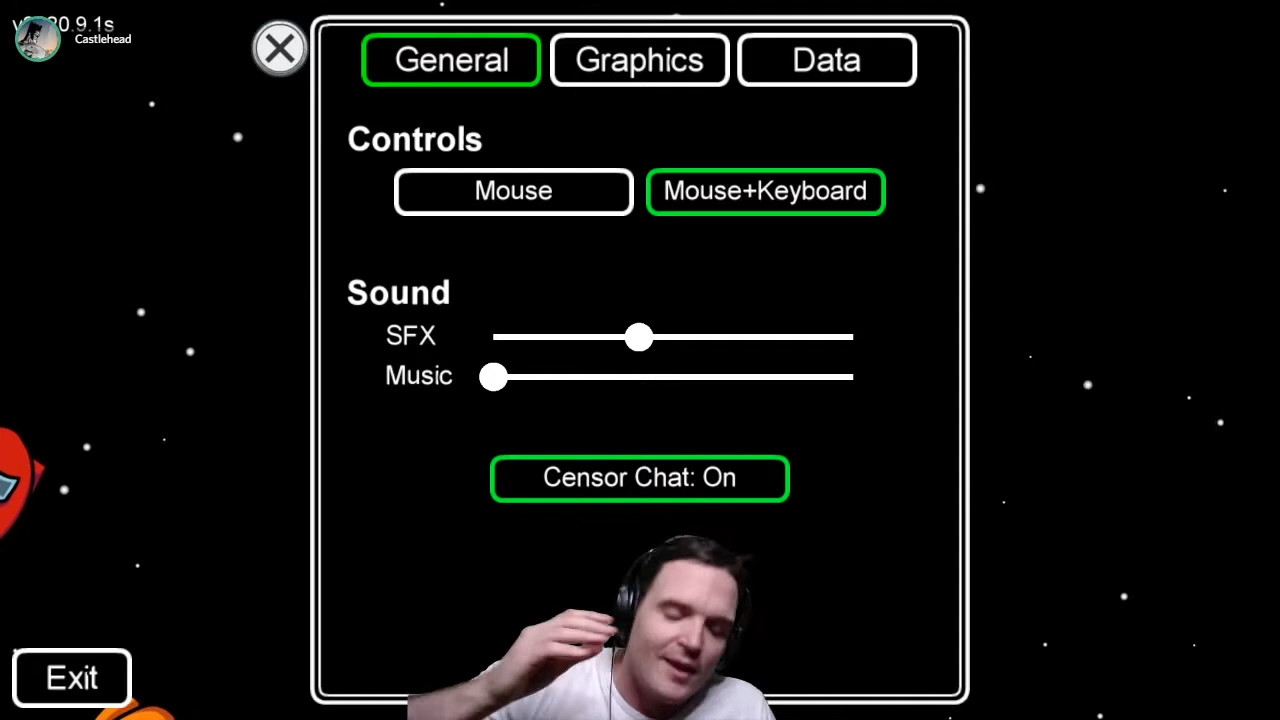 Castlehead
General
Graphics
Data
Controls
Mouse
Mouse+Keyboard
Sound
SFX
Music
Censor Chat: On
Exit